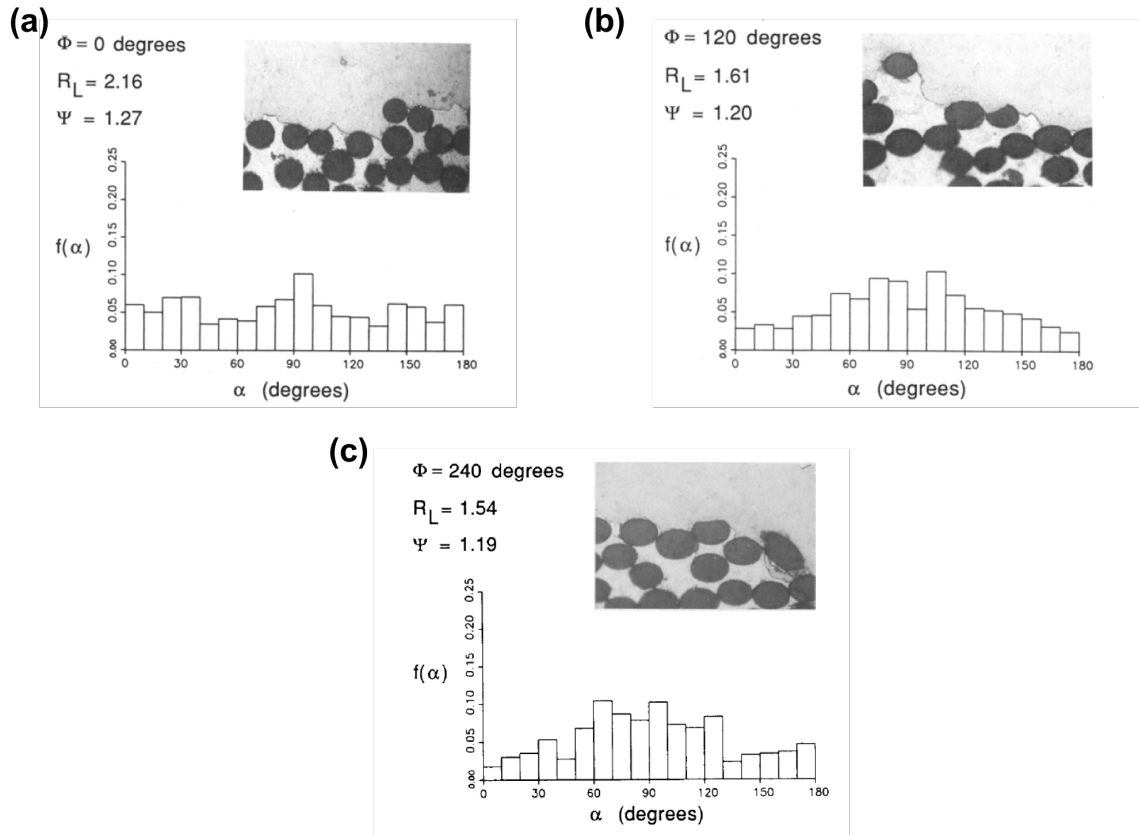 (a)
Φ = 0 degrees
R_L = 2.16
Ψ = 1.27
0.25
0.20
0.15
0.10
0.05
0.00
f(α)
0 30 60 90 120 150 180
α (degrees)
(b)
Φ = 120 degrees
R_L = 1.61
Ψ = 1.20
0.25
0.20
0.15
0.10
0.05
0.00
f(α)
0 30 60 90 120 150 180
α (degrees)
(c)
Φ = 240 degrees
R_L = 1.54
Ψ = 1.19
0.25
0.20
0.15
0.10
0.05
0.00
f(α)
0 30 60 90 120 150 180
α (degrees)